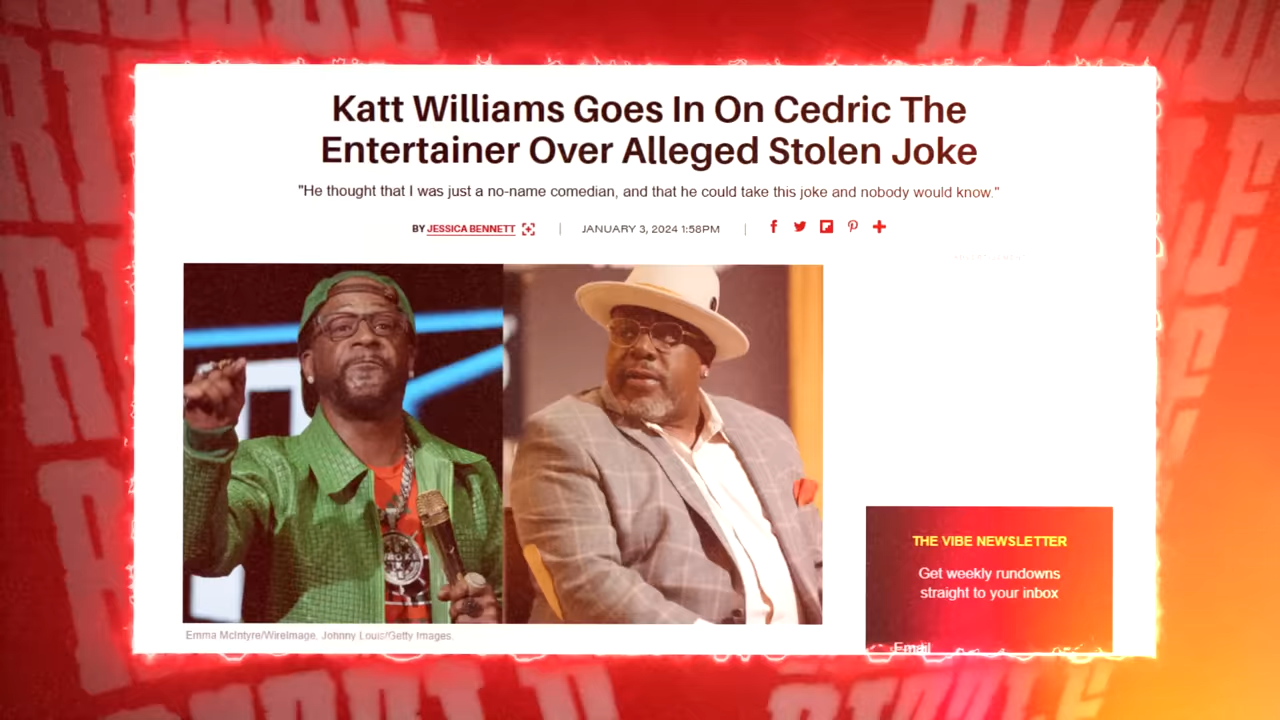 Katt Williams Goes In On Cedric The
Entertainer Over Alleged Stolen Joke
"He thought that I was just a no-name comedian, and that he could take this joke and nobody would know."
BY JESSICA BENNETT | JANUARY 3, 2024 1:58PM |
THE VIBE NEWSLETTER
Get weekly rundowns
straight to your inbox
Emma McIntyre/WireImage, Johnny Louis/Getty Images.
Email